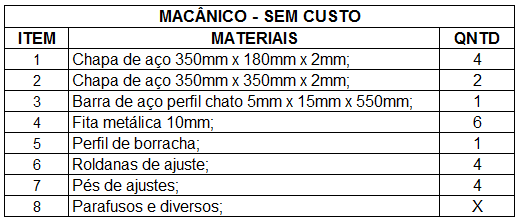 MACÂNICO - SEM CUSTO
ITEM MATERIAIS QNTD
1 Chapa de aço 350mm x 180mm x 2mm; 4
2 Chapa de aço 350mm x 350mm x 2mm; 2
3 Barra de aço perfil chato 5mm x 15mm x 550mm; 1
4 Fita metálica 10mm; 6
5 Perfil de borracha; 1
6 Roldanas de ajuste; 4
7 Pés de ajustes; 4
8 Parafusos e diversos; X